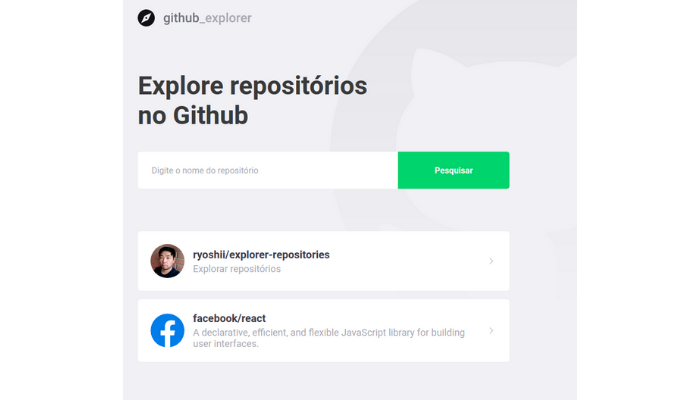 github_explorer
Explore repositórios
no Github
Digite o nome do repositório
Pesquisar
ryoshii/explorer-repositories
Explorar repositórios
facebook/react
A declarative, efficient, and flexible JavaScript library for building
user interfaces.